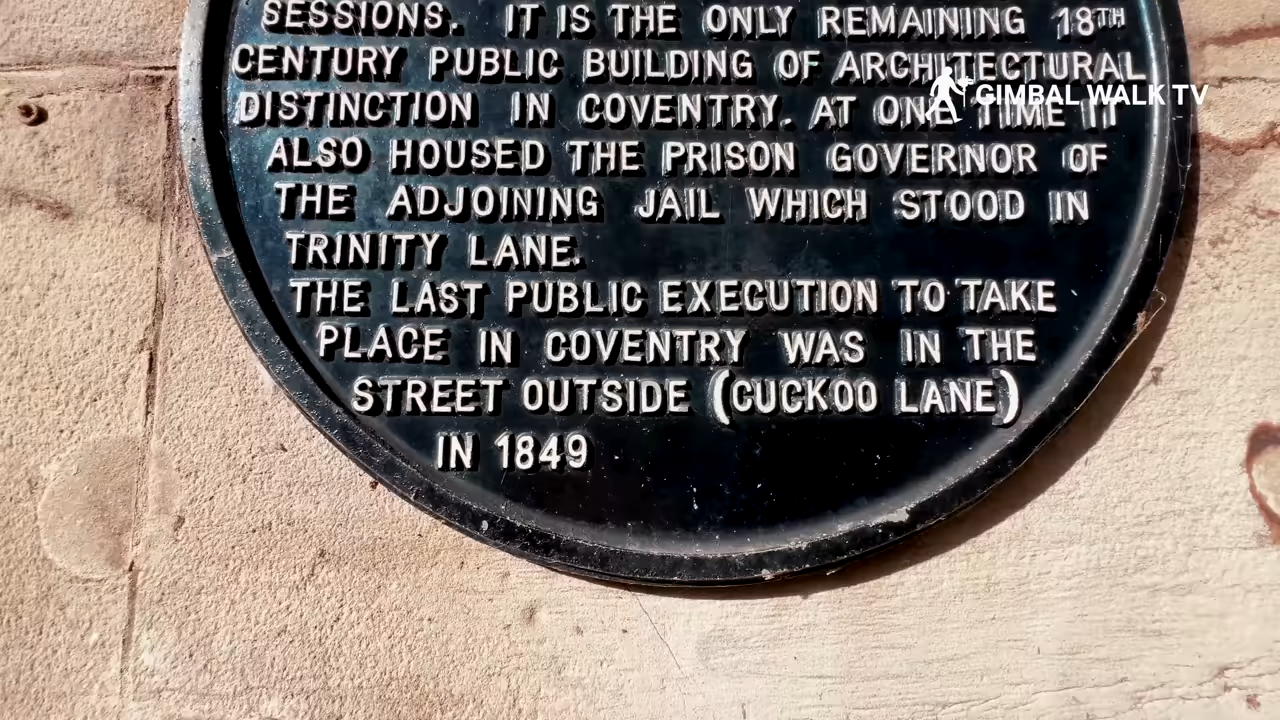 SESSIONS. IT IS THE ONLY REMAINING 18TH
CENTURY PUBLIC BUILDING OF ARCHITECTURAL
DISTINCTION IN COVENTRY. AT ONE TIME IT
ALSO HOUSED THE PRISON GOVERNOR OF
THE ADJOINING JAIL WHICH STOOD IN
TRINITY LANE.
THE LAST PUBLIC EXECUTION TO TAKE
PLACE IN COVENTRY WAS IN THE
STREET OUTSIDE (CUCKOO LANE)
IN 1849
GIMBAL WALK TV